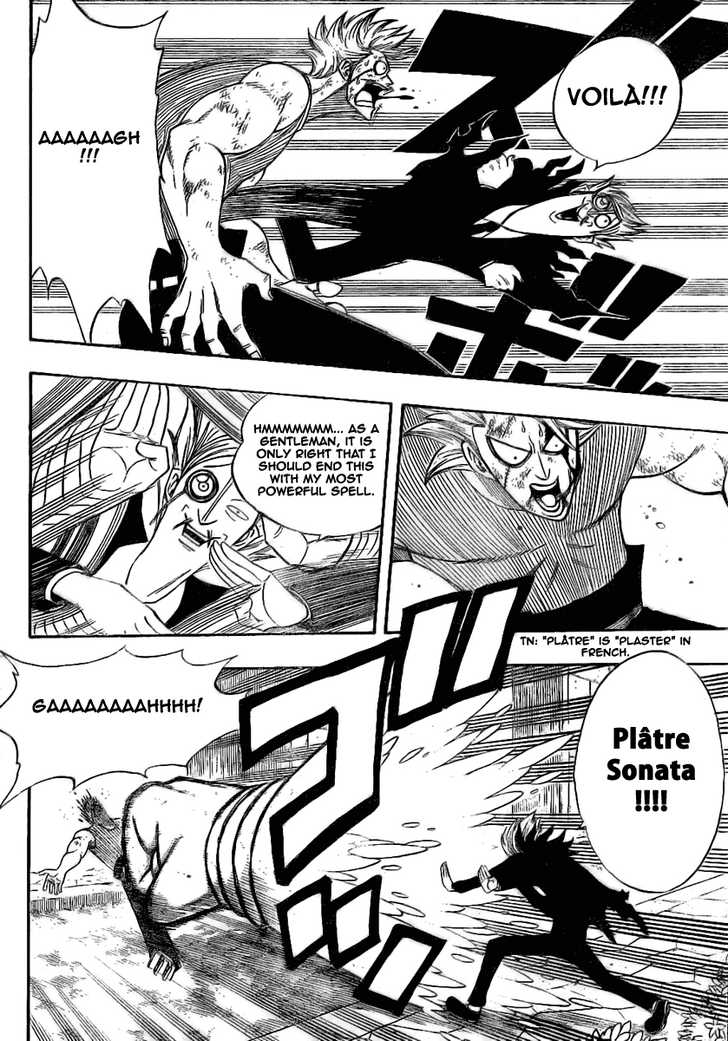 VOILÀ!!!
AAAAAAGH
!!!
HMMMMMMM... AS A
GENTLEMAN, IT IS
ONLY RIGHT THAT I
SHOULD END THIS
WITH MY MOST
POWERFUL SPELL.
TN: "PLÂTRE" IS "PLASTER" IN
FRENCH.
Plâtre
Sonata
!!!!
GAAAAAAAAHHHH!